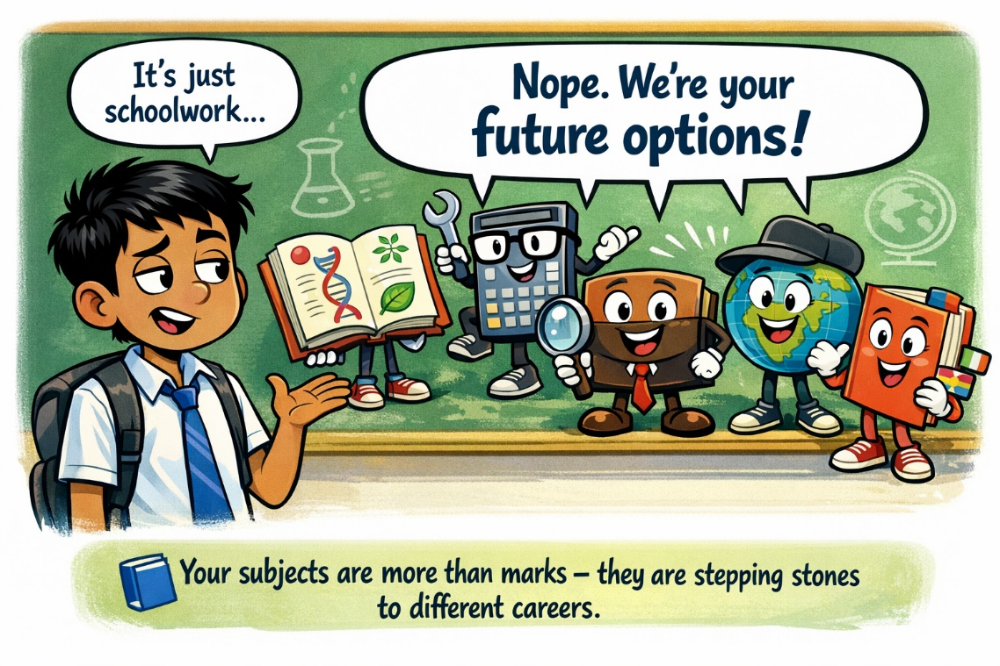 It's just
schoolwork...
Nope. We're your
future options!
Your subjects are more than marks – they are stepping stones
to different careers.